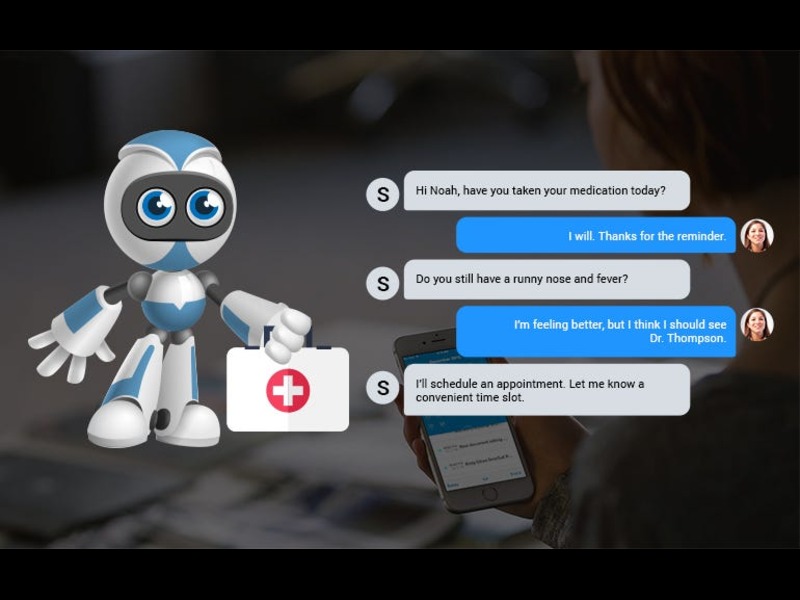 S
Hi Noah, have you taken your medication today?
I will. Thanks for the reminder.
S
Do you still have a runny nose and fever?
I'm feeling better, but I think I should see
Dr. Thompson.
S
I'll schedule an appointment. Let me know a
convenient time slot.